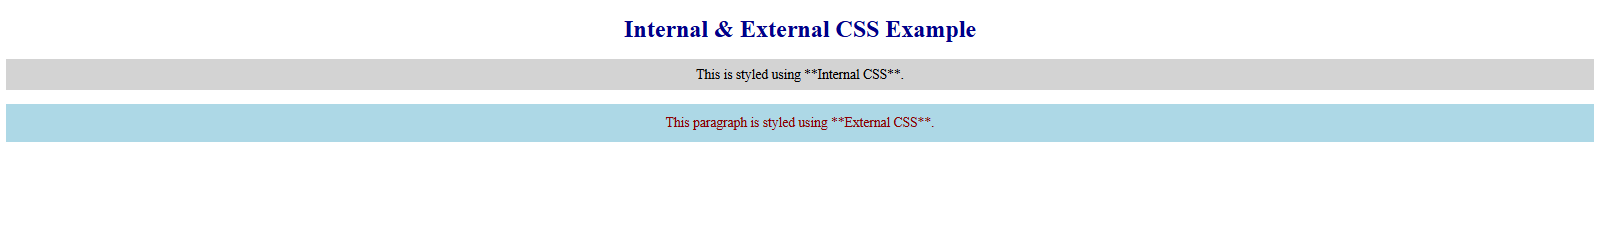 Internal & External CSS Example
This is styled using **Internal CSS**.
This paragraph is styled using **External CSS**.